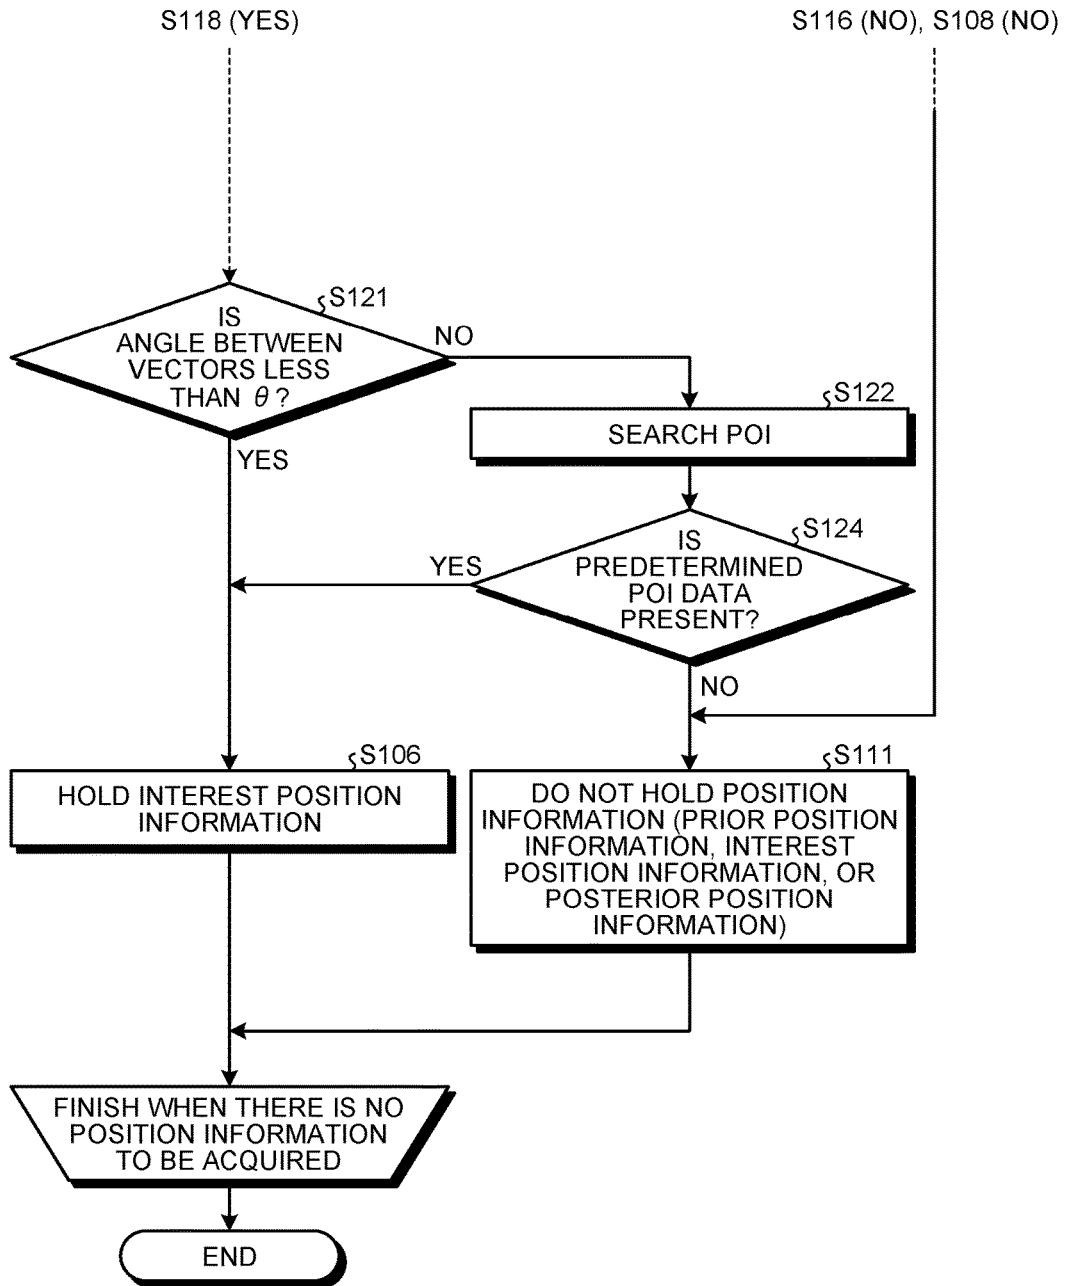 S118 (YES)
S116 (NO), S108 (NO)
S121
IS
ANGLE BETWEEN
VECTORS LESS
THAN θ?
NO
YES
S122
SEARCH POI
S124
IS
PREDETERMINED
POI DATA
PRESENT?
YES
NO
S106
HOLD INTEREST POSITION
INFORMATION
S111
DO NOT HOLD POSITION
INFORMATION (PRIOR POSITION
INFORMATION, INTEREST
POSITION INFORMATION, OR
POSTERIOR POSITION
INFORMATION)
FINISH WHEN THERE IS NO
POSITION INFORMATION
TO BE ACQUIRED
END